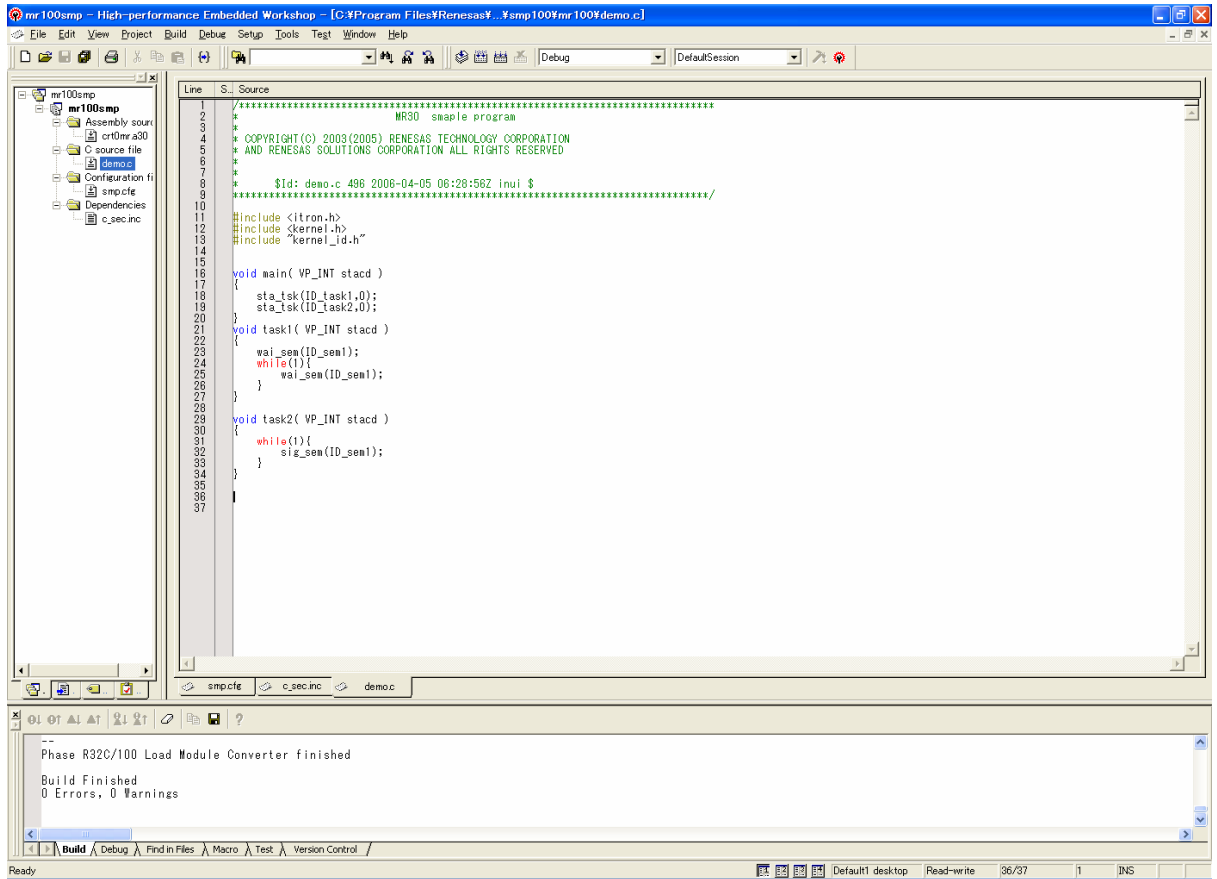 mr100smp - High-performance Embedded Workshop - [C:¥Program Files¥Renesas¥...¥smp100¥mr100¥demo.c]
File Edit View Project Build Debug Setup Tools Test Window Help
Debug DefaultSession
mr100smp
mr100smp
Assembly sour
crt0mr.a30
C source file
demo.c
Configuration fi
smp.cfg
Dependencies
c_sec.inc
Line S.. Source
1 /*******************************************************************************
2 * MR30 smaple program
3 *
4 * COPYRIGHT(C) 2003(2005) RENESAS TECHNOLOGY CORPORATION
5 * AND RENESAS SOLUTIONS CORPORATION ALL RIGHTS RESERVED
6 *
7 *
8 * $Id: demo.c 496 2006-04-05 06:28:56Z inui $
9 *******************************************************************************/
10
11 #include <itron.h>
12 #include <kernel.h>
13 #include "kernel_id.h"
14
15
16 void main( VP_INT stacd )
17 {
18 sta_tsk(ID_task1,0);
19 sta_tsk(ID_task2,0);
20 }
21 void task1( VP_INT stacd )
22 {
23 wai_sem(ID_sem1);
24 while(1){
25 wai_sem(ID_sem1);
26 }
27 }
28
29 void task2( VP_INT stacd )
30 {
31 while(1){
32 sig_sem(ID_sem1);
33 }
34 }
35
36
37
smp.cfg c_sec.inc demo.c
--
Phase R32C/100 Load Module Converter finished
Build Finished
0 Errors, 0 Warnings
Build Debug Find in Files Macro Test Version Control
Ready Default1 desktop Read-write 36/37 1 INS